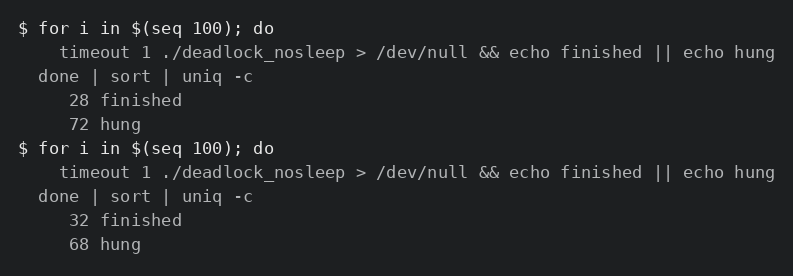 $ for i in $(seq 100); do
    timeout 1 ./deadlock_nosleep > /dev/null && echo finished || echo hung
  done | sort | uniq -c
     28 finished
     72 hung
$ for i in $(seq 100); do
    timeout 1 ./deadlock_nosleep > /dev/null && echo finished || echo hung
  done | sort | uniq -c
     32 finished
     68 hung